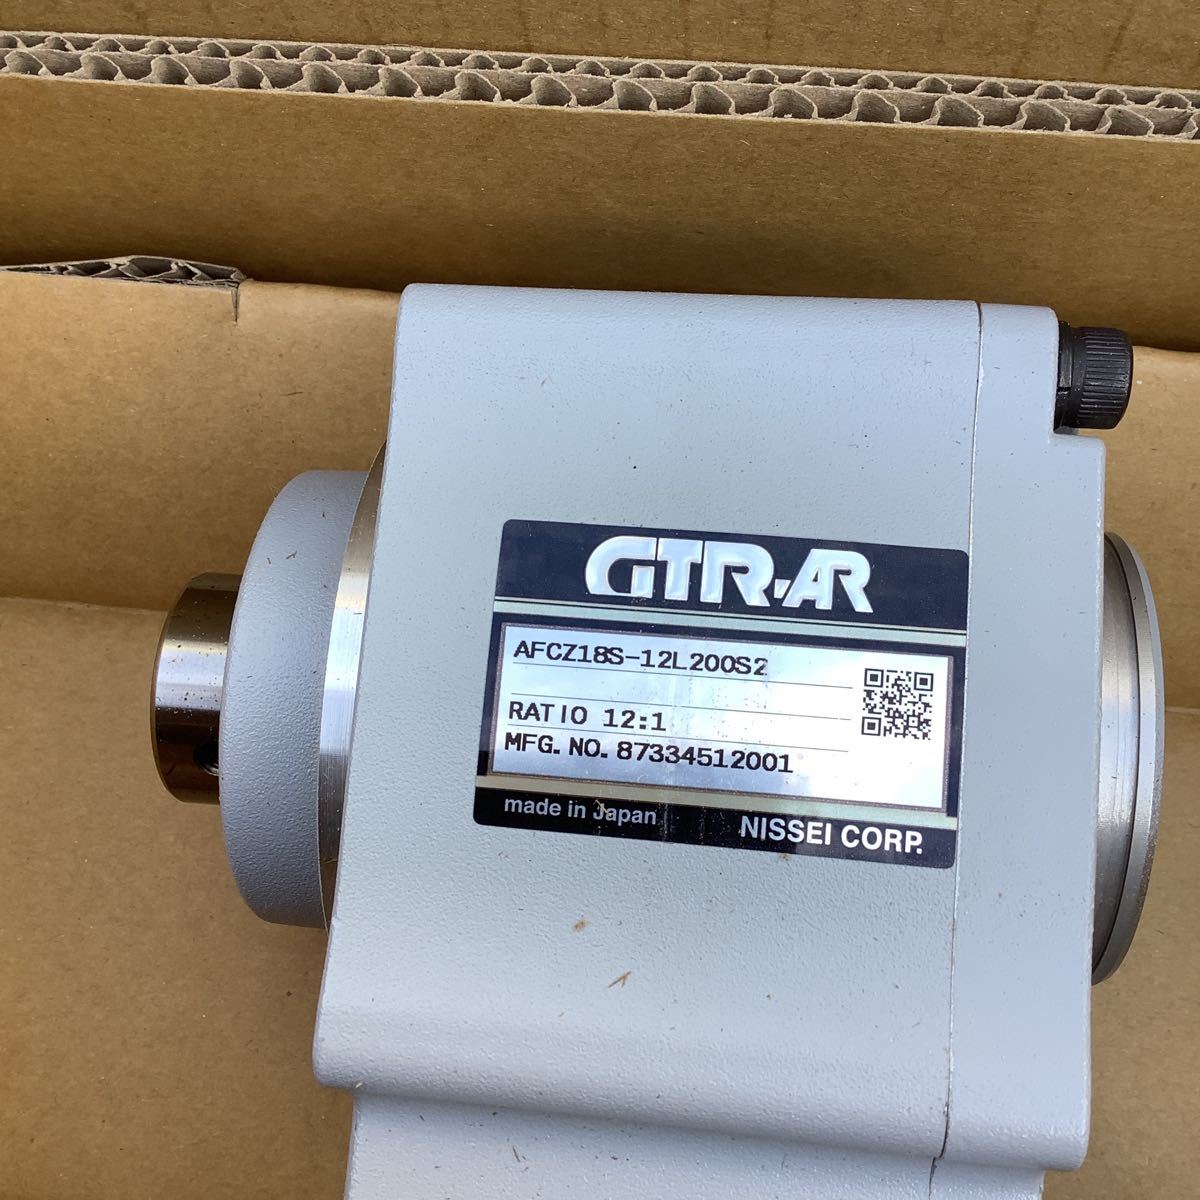 GTR-AR
AFCZ18S-12L200S2
RATIO 12:1
MFG. NO. 87334512001
made in Japan
NISSEI CORP.